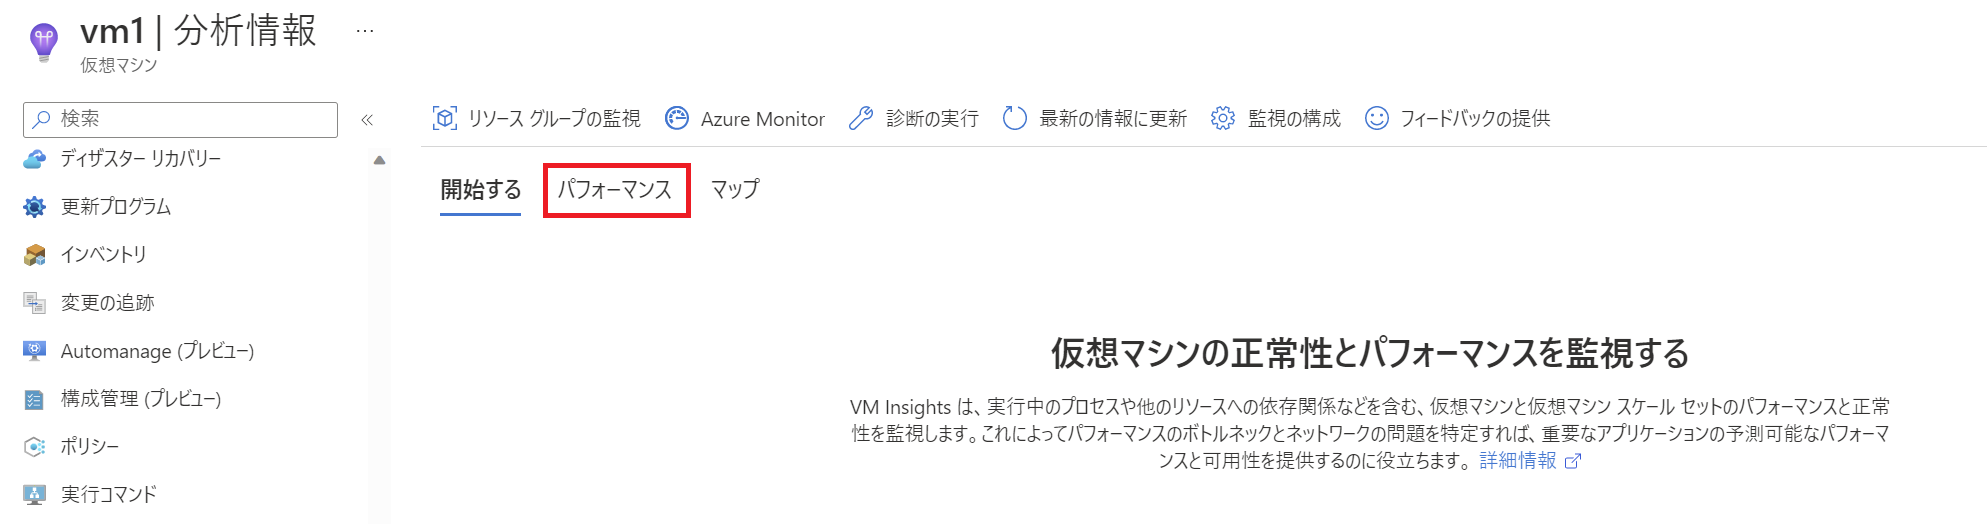 vm1 | 分析情報 …
仮想マシン
検索 «
ディザスター リカバリー
更新プログラム
インベントリ
変更の追跡
Automanage (プレビュー)
構成管理 (プレビュー)
ポリシー
実行コマンド
リソース グループの監視 Azure Monitor 診断の実行 最新の情報に更新 監視の構成 フィードバックの提供
開始する パフォーマンス マップ
仮想マシンの正常性とパフォーマンスを監視する
VM Insights は、実行中のプロセスや他のリソースへの依存関係などを含む、仮想マシンと仮想マシン スケール セットのパフォーマンスと正常
性を監視します。これによってパフォーマンスのボトルネックとネットワークの問題を特定すれば、重要なアプリケーションの予測可能なパフォーマ
ンスと可用性を提供するのに役立ちます。 詳細情報